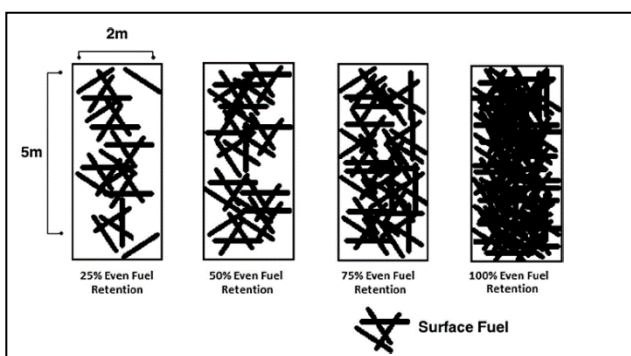 2m
5m
25% Even Fuel
Retention
50% Even Fuel
Retention
75% Even Fuel
Retention
100% Even Fuel
Retention
Surface Fuel